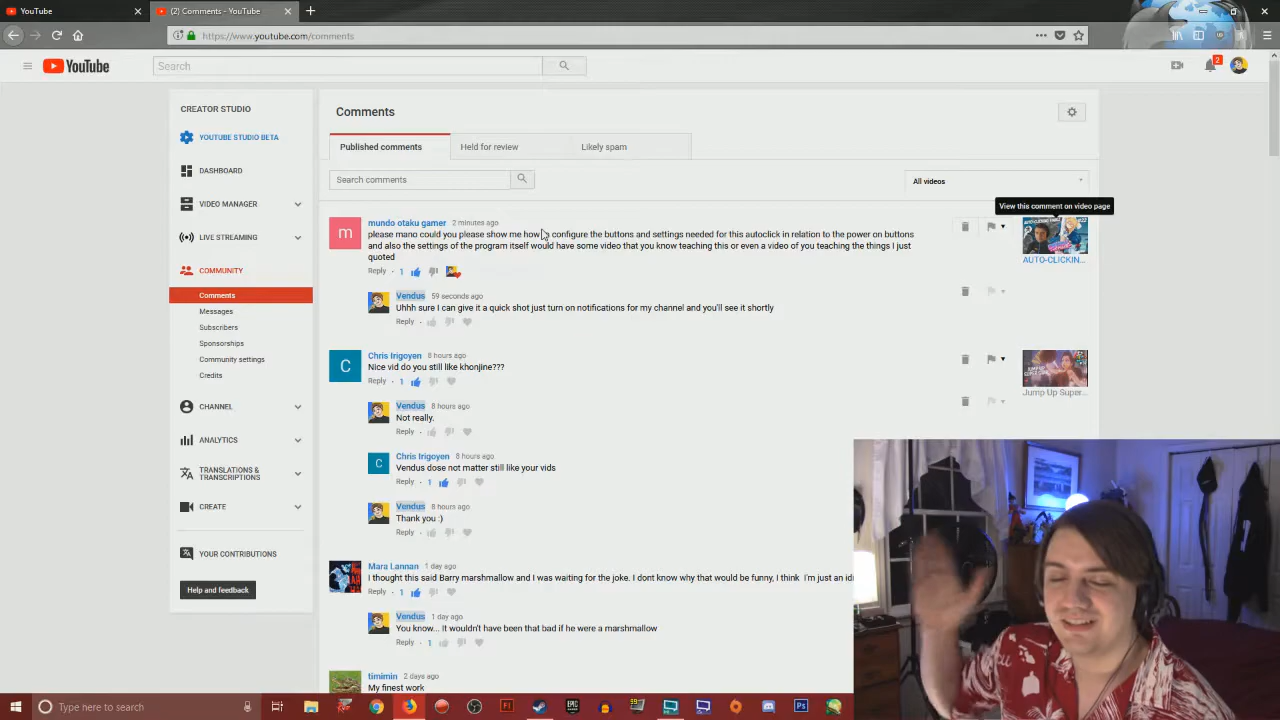 YouTube
(2) Comments - YouTube
https://www.youtube.com/comments
YouTube
Search
2
CREATOR STUDIO
YOUTUBE STUDIO BETA
DASHBOARD
VIDEO MANAGER
LIVE STREAMING
COMMUNITY
Comments
Messages
Subscribers
Sponsorships
Community settings
Credits
CHANNEL
ANALYTICS
TRANSLATIONS &
TRANSCRIPTIONS
CREATE
YOUR CONTRIBUTIONS
Help and feedback
Comments
Published comments
Held for review
Likely spam
Search comments
All videos
View this comment on video page
m
mundo otaku gamer 2 minutes ago
please mano could you please show me how to configure the buttons and settings needed for this autoclick in relation to the power on buttons
and also the settings of the program itself would have some video that you know teaching this or even a video of you teaching the things I just
quoted
Reply · 1
AUTO-CLICKIN...
Vendus 59 seconds ago
Uhhh sure I can give it a quick shot just turn on notifications for my channel and you'll see it shortly
Reply ·
C
Chris Irigoyen 8 hours ago
Nice vid do you still like khonjine???
Reply · 1
Jump Up Super...
Vendus 8 hours ago
Not really.
Reply ·
C
Chris Irigoyen 8 hours ago
Vendus dose not matter still like your vids
Reply · 1
Vendus 8 hours ago
Thank you :)
Reply ·
Mara Lannan 1 day ago
I thought this said Barry marshmallow and I was waiting for the joke. I dont know why that would be funny, I think I'm just an
Reply · 1
Vendus 1 day ago
You know... It wouldn't have been that bad if he were a marshmallow
Reply · 1
timimin 2 days ago
My finest work
Type here to search